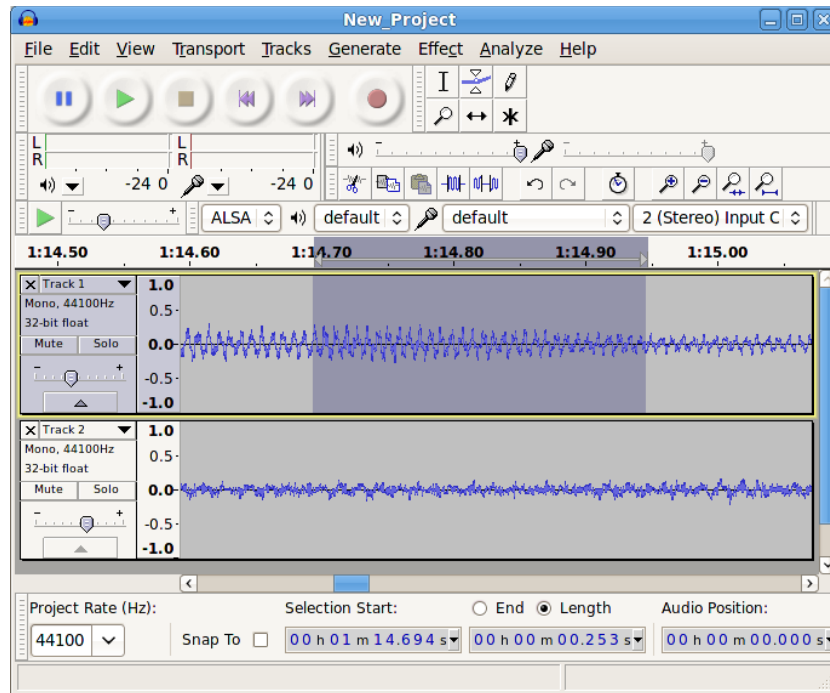 New_Project
File Edit View Transport Tracks Generate Effect Analyze Help
L
R
-24 0
L
R
-24 0
ALSA
default
default
2 (Stereo) Input C
1:14.50 1:14.60 1:14.70 1:14.80 1:14.90 1:15.00
Track 1
Mono, 44100Hz
32-bit float
Mute Solo
- +
1.0
0.5
0.0
-0.5
-1.0
Track 2
Mono, 44100Hz
32-bit float
Mute Solo
- +
1.0
0.5
0.0
-0.5
-1.0
Project Rate (Hz): Selection Start: End Length Audio Position:
44100 Snap To 00 h 01 m 14.694 s 00 h 00 m 00.253 s 00 h 00 m 00.000 s